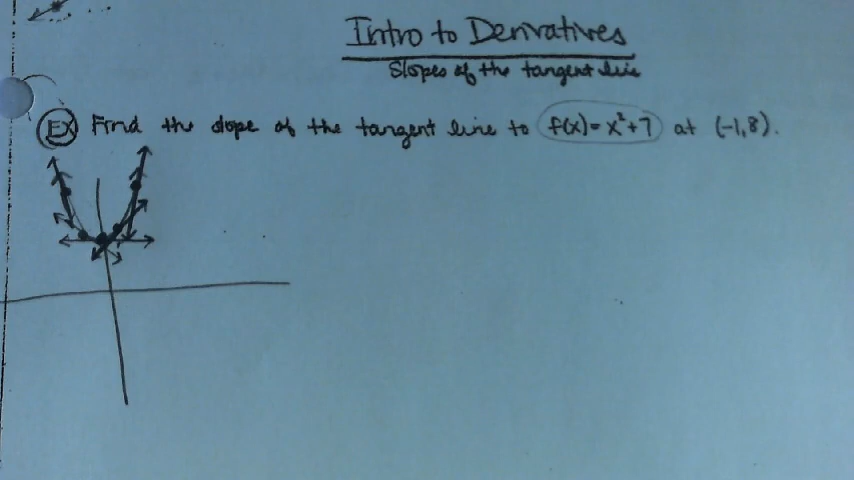 Intro to Derivatives
Slopes of the tangent line
EX Find the slope of the tangent line to f(x)=x²+7 at (-1,8).